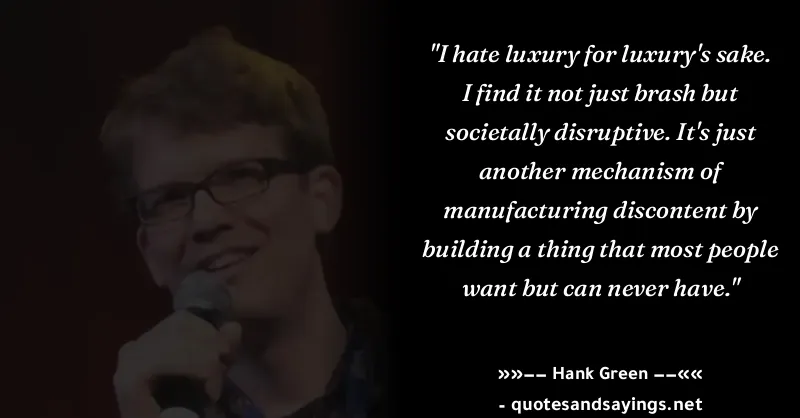 "I hate luxury for luxury's sake.
I find it not just brash but
societally disruptive. It's just
another mechanism of
manufacturing discontent by
building a thing that most people
want but can never have."
»»–– Hank Green ––««
- quotesandsayings.net